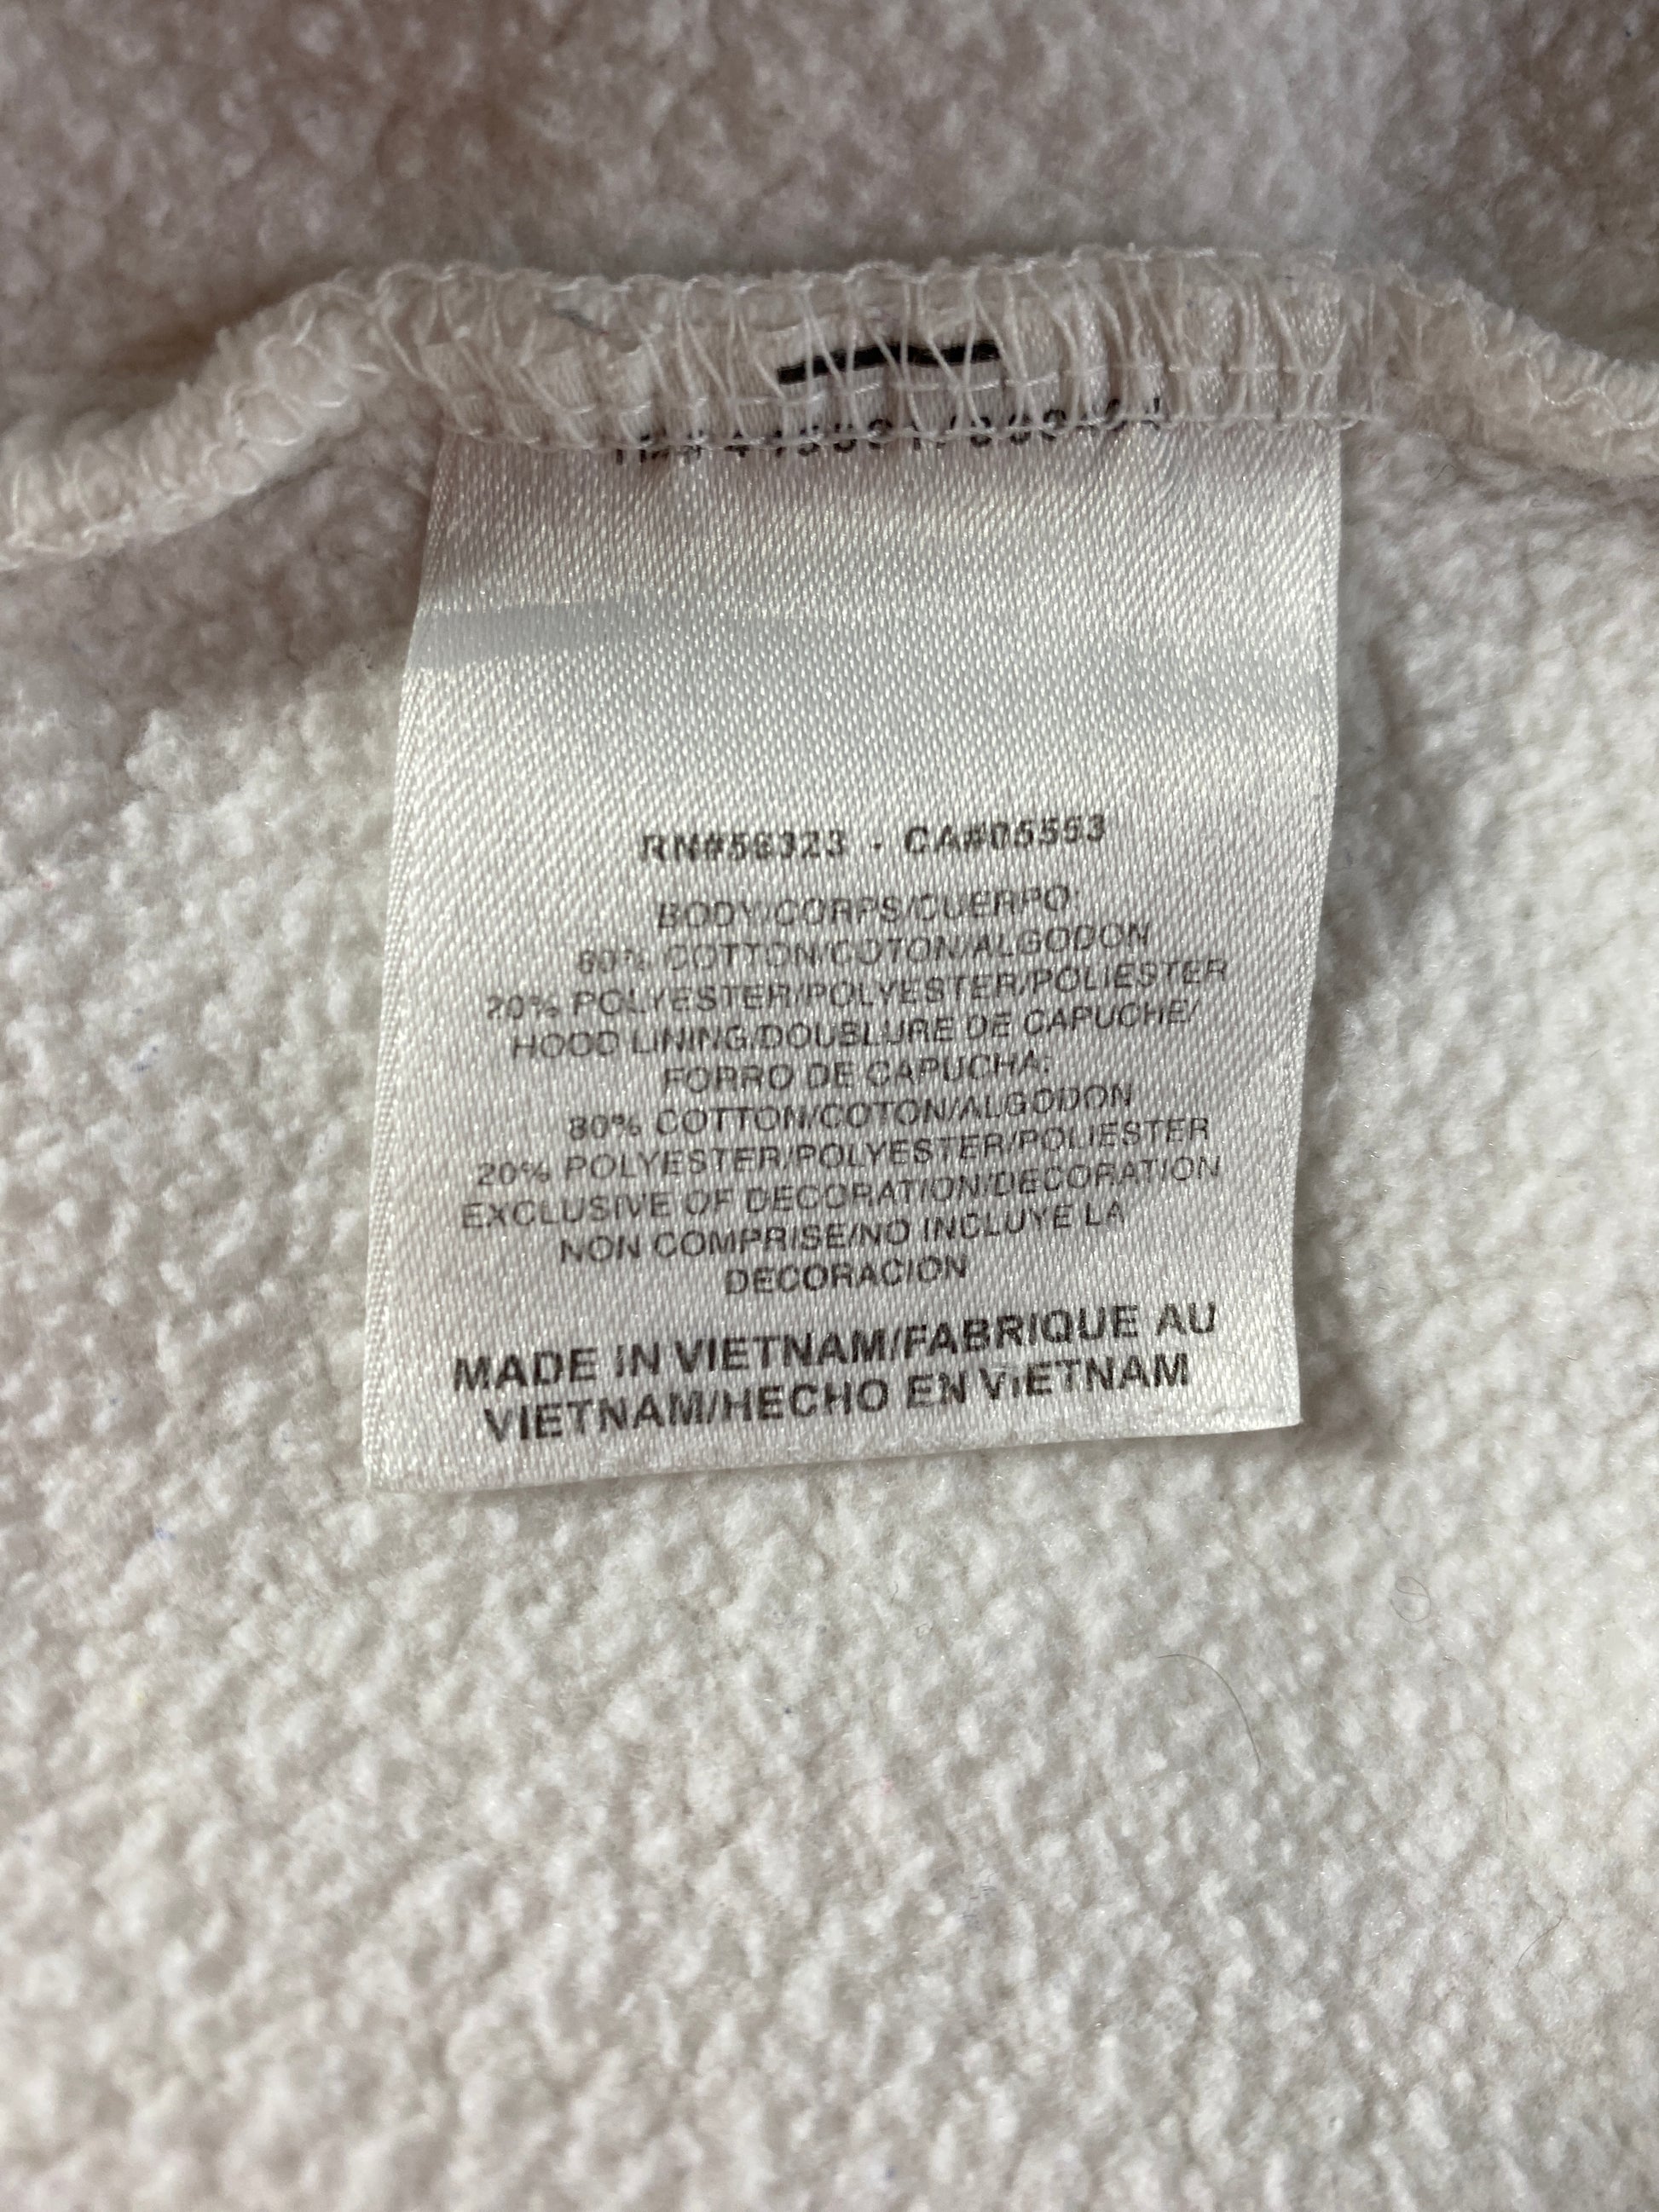 RN#56323 - CA#05553
BODY/CORPS/CUERPO:
80% COTTON/COTON/ALGODON
20% POLYESTER/POLYESTER/POLIESTER
HOOD LINING/DOUBLURE DE CAPUCHE/
FORRO DE CAPUCHA:
80% COTTON/COTON/ALGODON
20% POLYESTER/POLYESTER/POLIESTER
EXCLUSIVE OF DECORATION/DECORATION
NON COMPRISE/NO INCLUYE LA
DECORACION
MADE IN VIETNAM/FABRIQUE AU
VIETNAM/HECHO EN VIETNAM